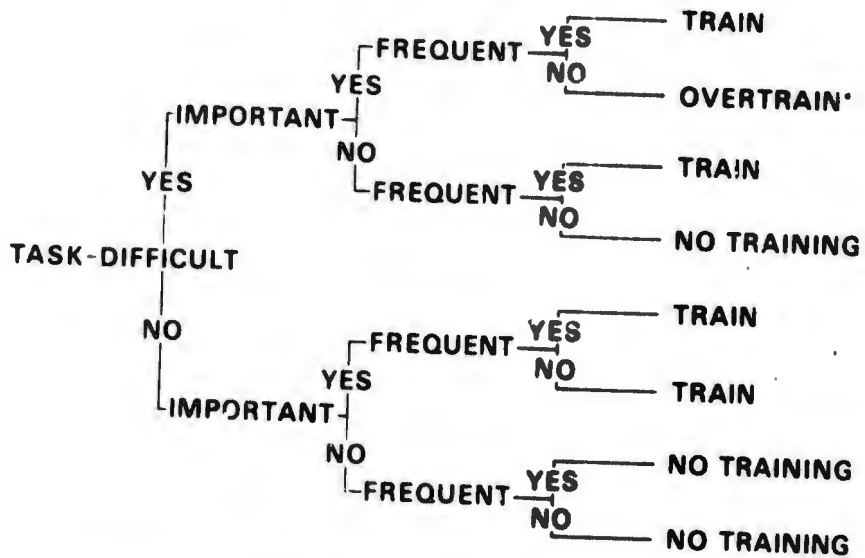 YES TRAIN
FREQUENT
NO
YES OVERTRAIN*
IMPORTANT
NO
YES TRAIN
YES
FREQUENT
NO
NO TRAINING
TASK-DIFFICULT
YES TRAIN
NO
FREQUENT
NO
YES
TRAIN
IMPORTANT
NO
YES NO TRAINING
FREQUENT
NO
NO TRAINING